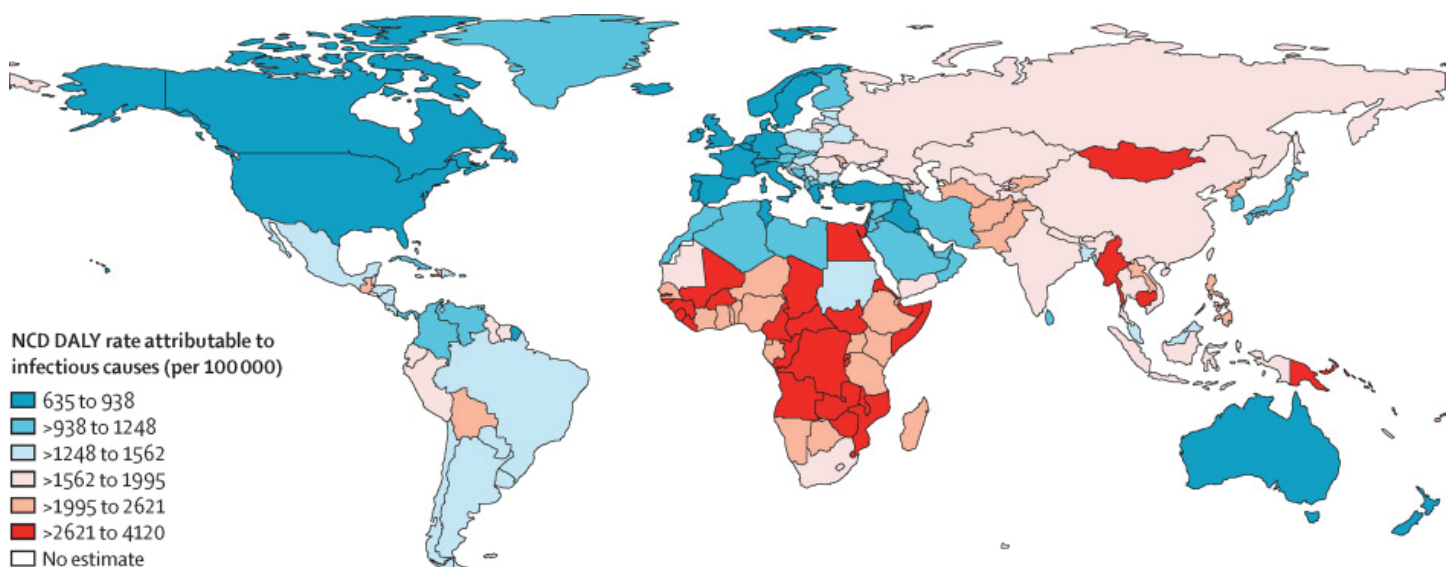 NCD DALY rate attributable to
infectious causes (per 100 000)
635 to 938
>938 to 1248
>1248 to 1562
>1562 to 1995
>1995 to 2621
>2621 to 4120
No estimate